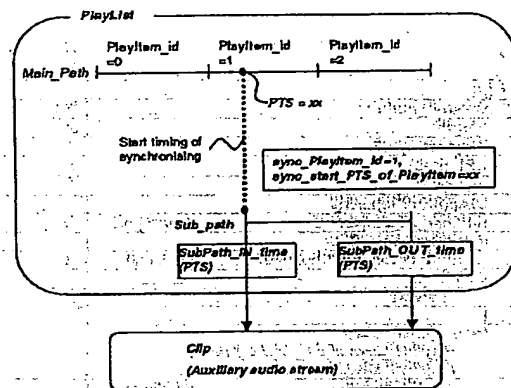 PlayList
PlayItem_id
=0
PlayItem_id
=1
PlayItem_id
=2
Main_Path
PTS = xx
Start timing of
synchronising
sync_PlayItem_id=1,
sync_start_PTS_of_PlayItem=xx
Sub_path
SubPath_IN_time
(PTS)
SubPath_OUT_time
(PTS)
Clip
(Auxiliary audio stream)